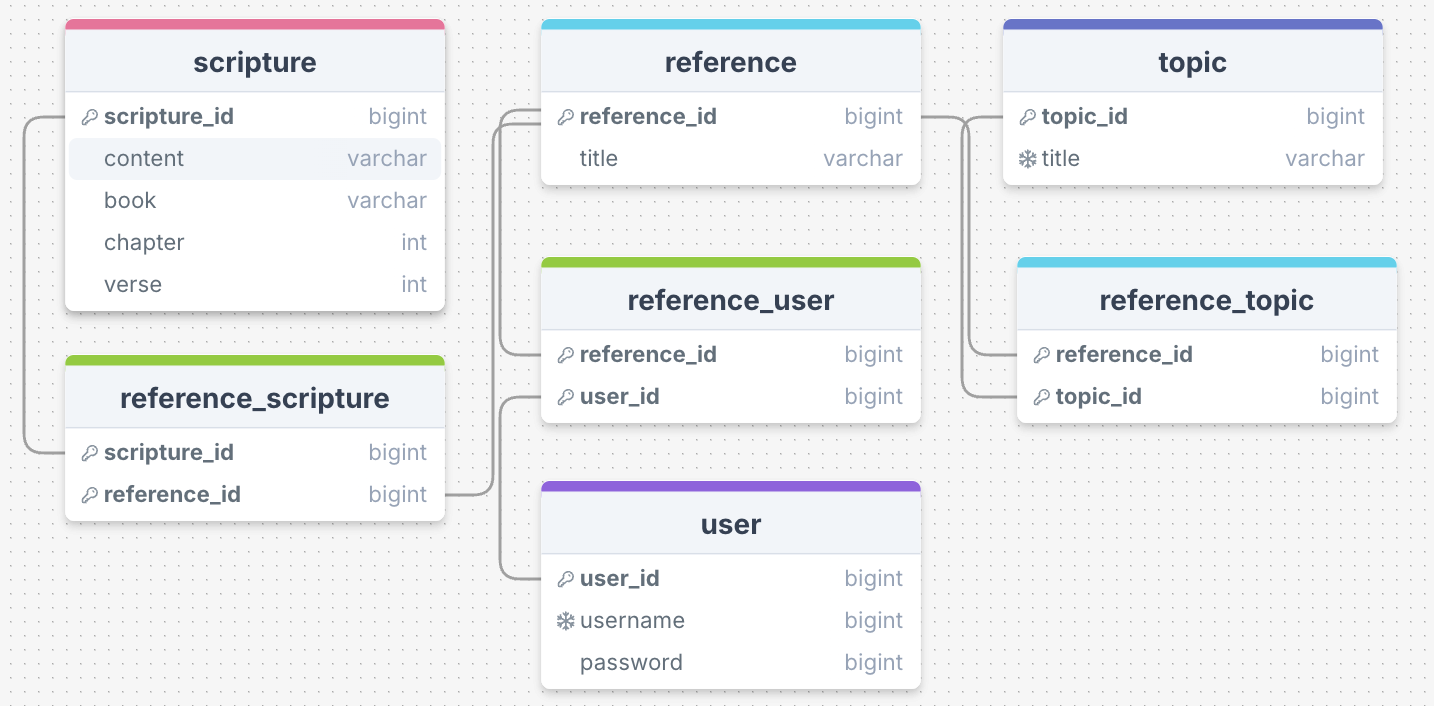 scripture
scripture_id bigint
content varchar
book varchar
chapter int
verse int
reference_scripture
scripture_id bigint
reference_id bigint
reference
reference_id bigint
title varchar
reference_user
reference_id bigint
user_id bigint
user
user_id bigint
username bigint
password bigint
topic
topic_id bigint
title varchar
reference_topic
reference_id bigint
topic_id bigint